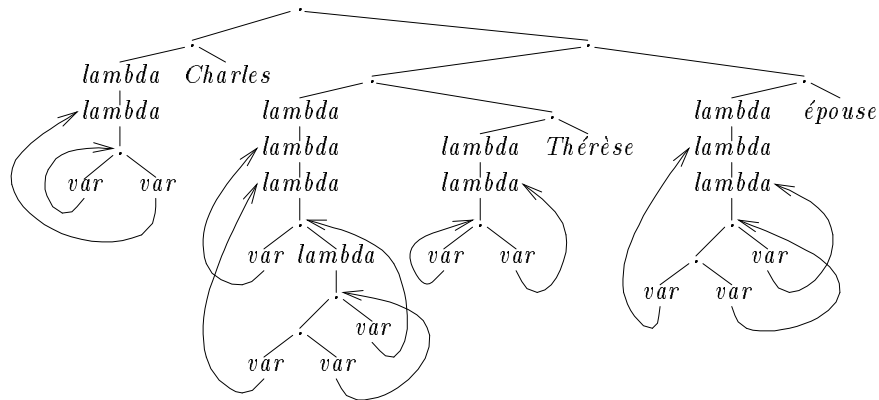 lambda Charles
lambda lambda lambda épouse
lambda lambda Thérèse lambda
var var lambda lambda lambda
var lambda var var var
var var
var
var var